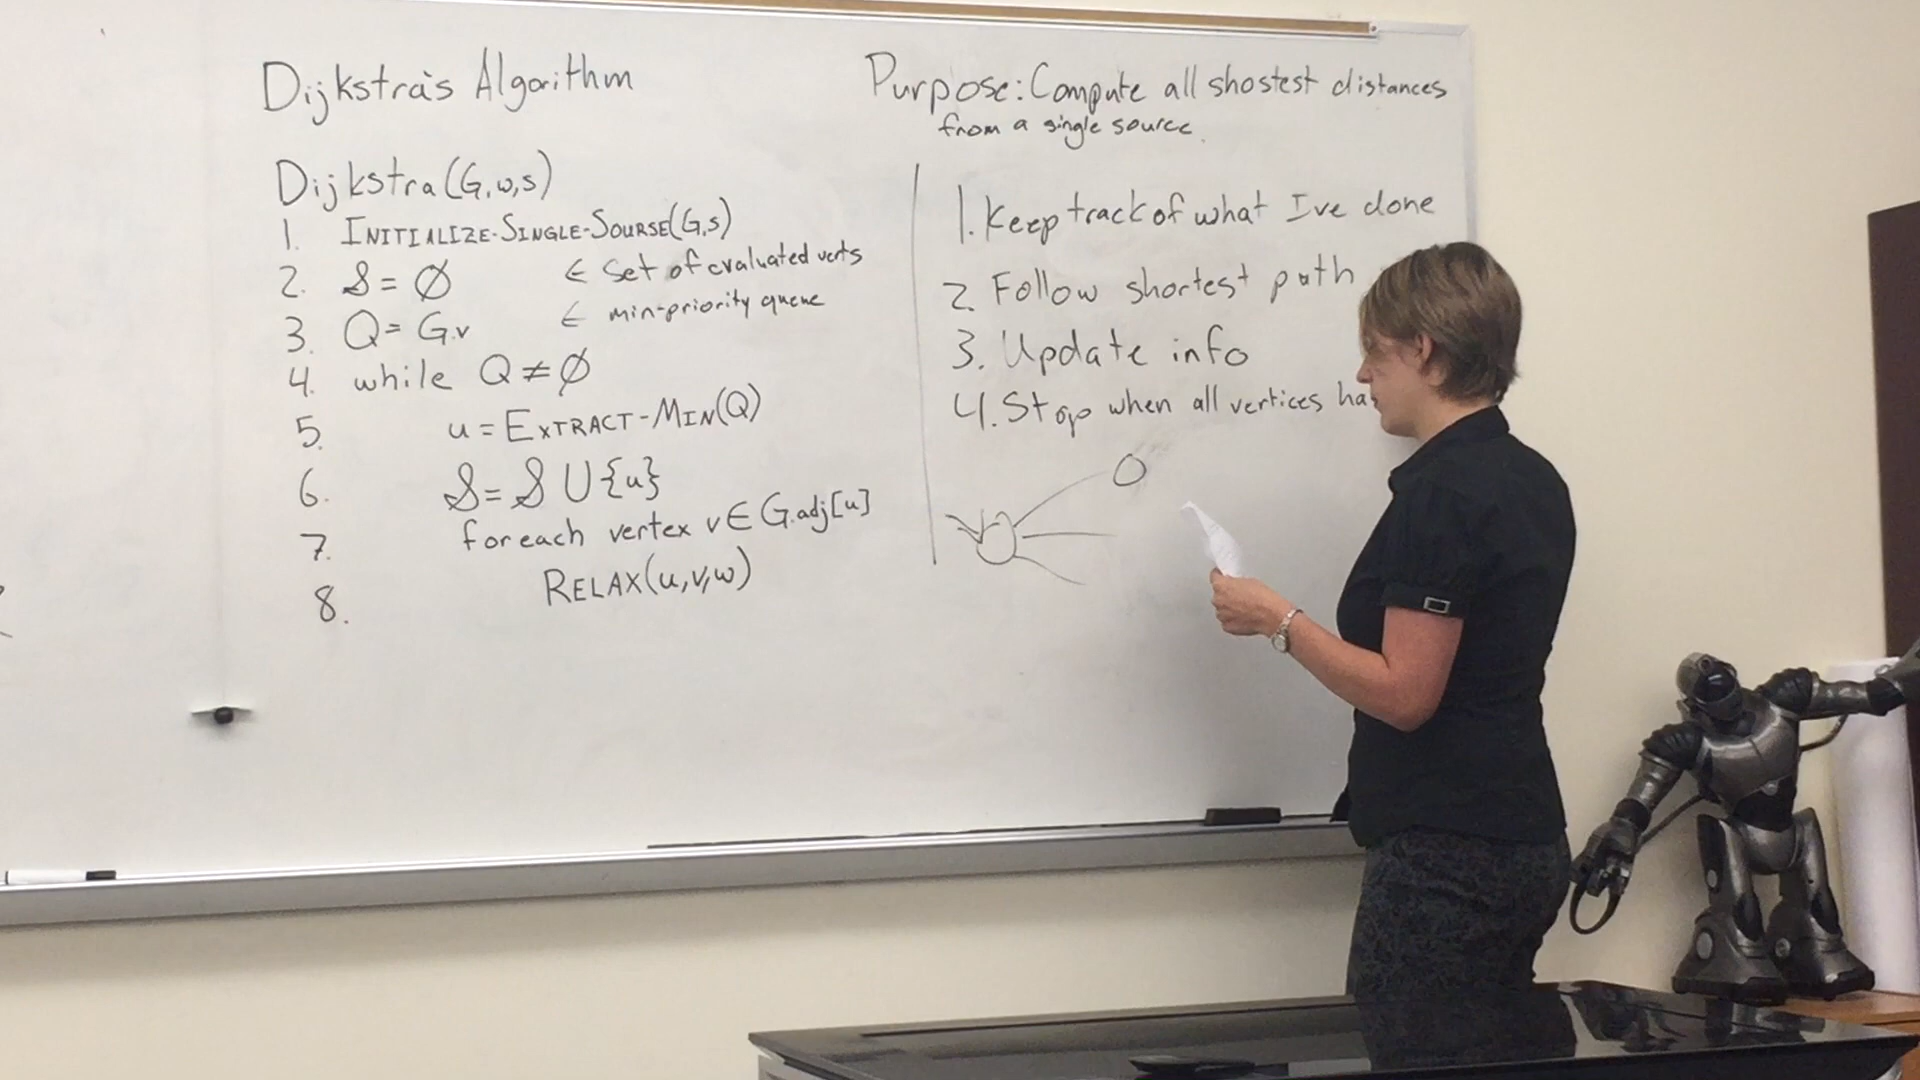 Dijkstra's Algorithm
Dijkstra(G,w,s)
1. INITIALIZE-SINGLE-SOURSE(G,s)
2. S = Ø ← set of evaluated verts
3. Q = G.v ← min-priority queue
4. while Q ≠ Ø
5. u = EXTRACT-MIN(Q)
6. S = S ∪ {u}
7. for each vertex v ∈ G.adj[u]
8. RELAX(u,v,w)
Purpose: Compute all shostest distances
from a single source.
1. Keep track of what I've done
2. Follow shortest path
3. Update info
4. Stop when all vertices ha